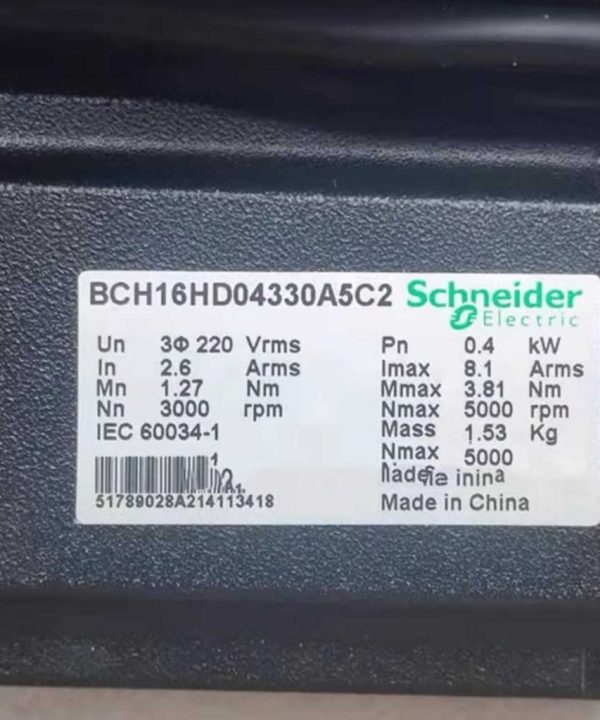 BCH16HD04330A5C2 Schneider
Electric
Un 3Φ 220 Vrms
In 2.6 Arms
Mn 1.27 Nm
Nn 3000 rpm
IEC 60034-1
51789028A214113418
Pn 0.4 kW
Imax 8.1 Arms
Mmax 3.81 Nm
Nmax 5000 rpm
Mass 1.53 Kg
Nmax 5000
Made in China